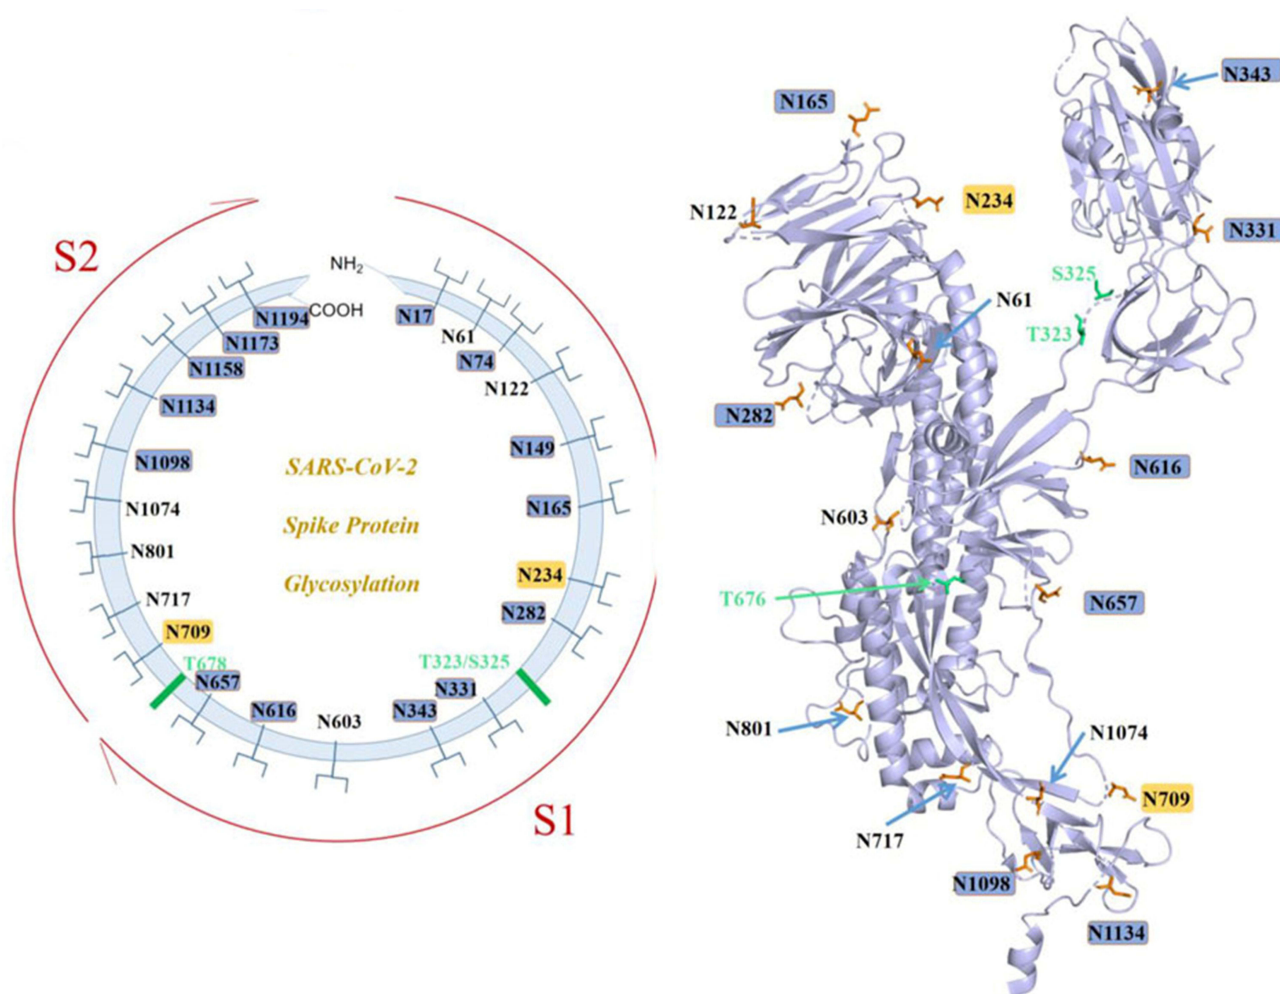 S2
NH2
COOH
N17
N61
N74
N122
N149
N165
N234
N282
T323/S325
N331
N343
N603
N616
N657
T678
N709
N717
N801
N1074
N1098
N1134
N1158
N1173
N1194
SARS-CoV-2
Spike Protein
Glycosylation
S1
N343
N165
N122
N234
N331
S325
T323
N61
N282
N616
N603
T676
N657
N801
N1074
N709
N717
N1098
N1134